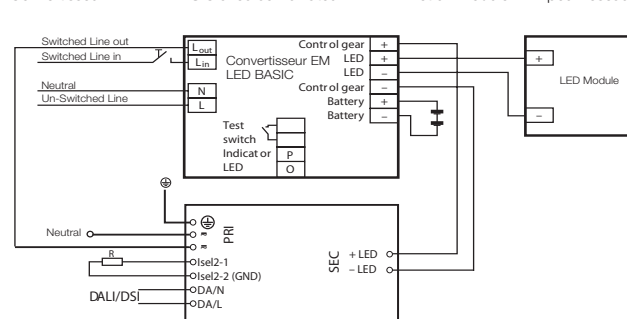 Switched Line out
Switched Line in
Neutral
Un-Switched Line
Lout
Lin
N
L
Convertisseur EM
LED BASIC
Control gear +
LED +
LED –
Control gear –
Battery +
Battery –
Test
switch
Indicator P
LED O
+
LED Module
–
Neutral
R
PRI
Isel2-1
Isel2-2 (GND)
DALI/DSI
DA/N
DA/L
SEC
+ LED
– LED